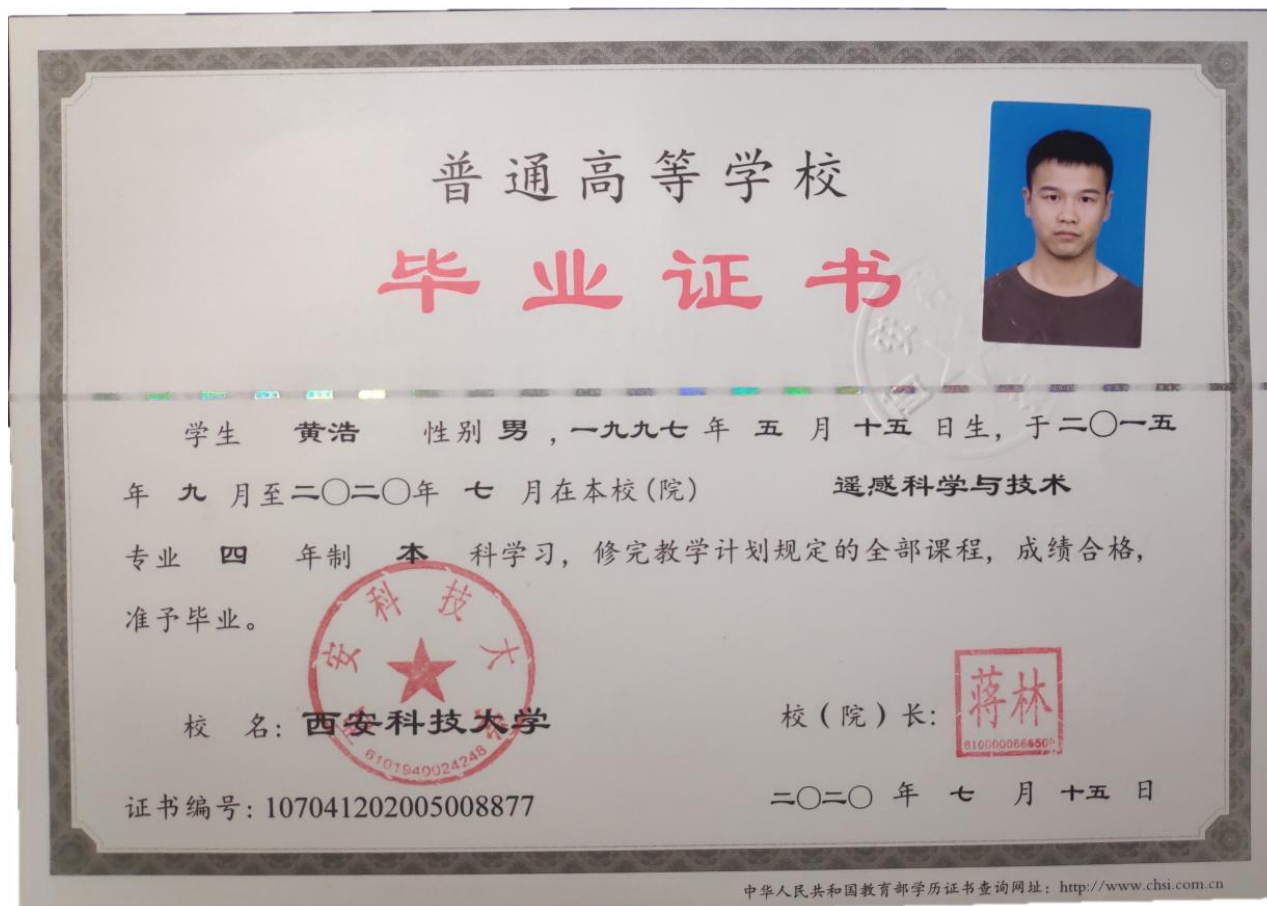 普通高等学校
毕业证书
学生 黄浩 性别 男 ,一九九七 年 五 月 十五 日生, 于二〇一五
年 九 月至二〇二〇年 七 月在本校(院) 遥感科学与技术
专业 四 年制 本 科学习, 修完教学计划规定的全部课程, 成绩合格,
准予毕业。
西安科技大学
6101940024248
校 名: 西安科技大学
校(院)长: 蒋林
证书编号: 107041202005008877
二〇二〇 年 七 月 十五 日
中华人民共和国教育部学历证书查询网址: http://www.chsi.com.cn